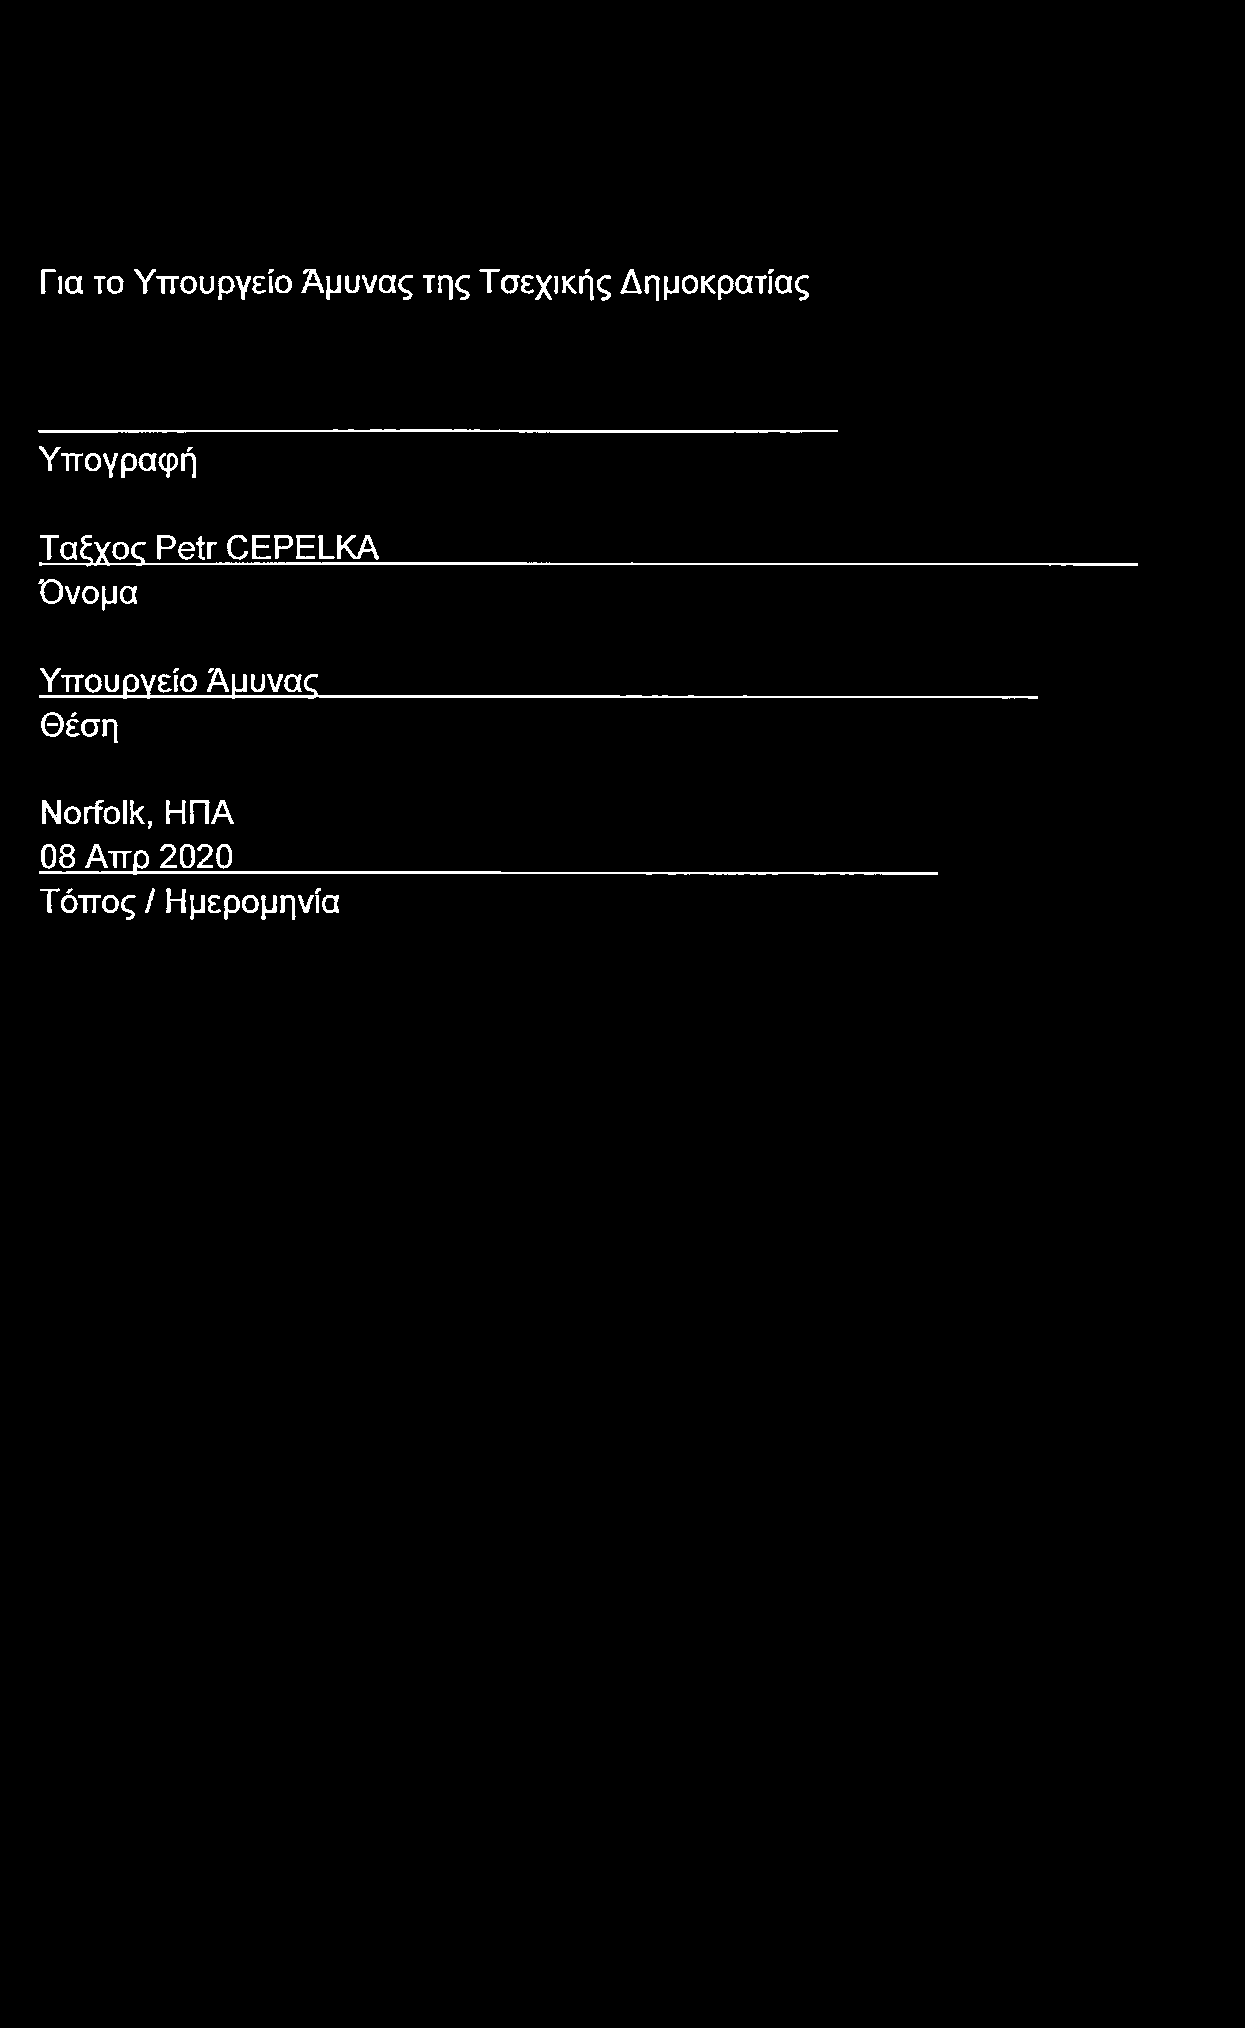 Για το Υπουργείο Άμυνας της Τσεχικής Δημοκρατίας
Υπογραφή
Ταξχος Petr CEPELKA
Όνομα
Υπουργείο Άμυνας
Θέση
Norfolk, ΗΠΑ
08 Απρ 2020
Τόπος / Ημερομηνία